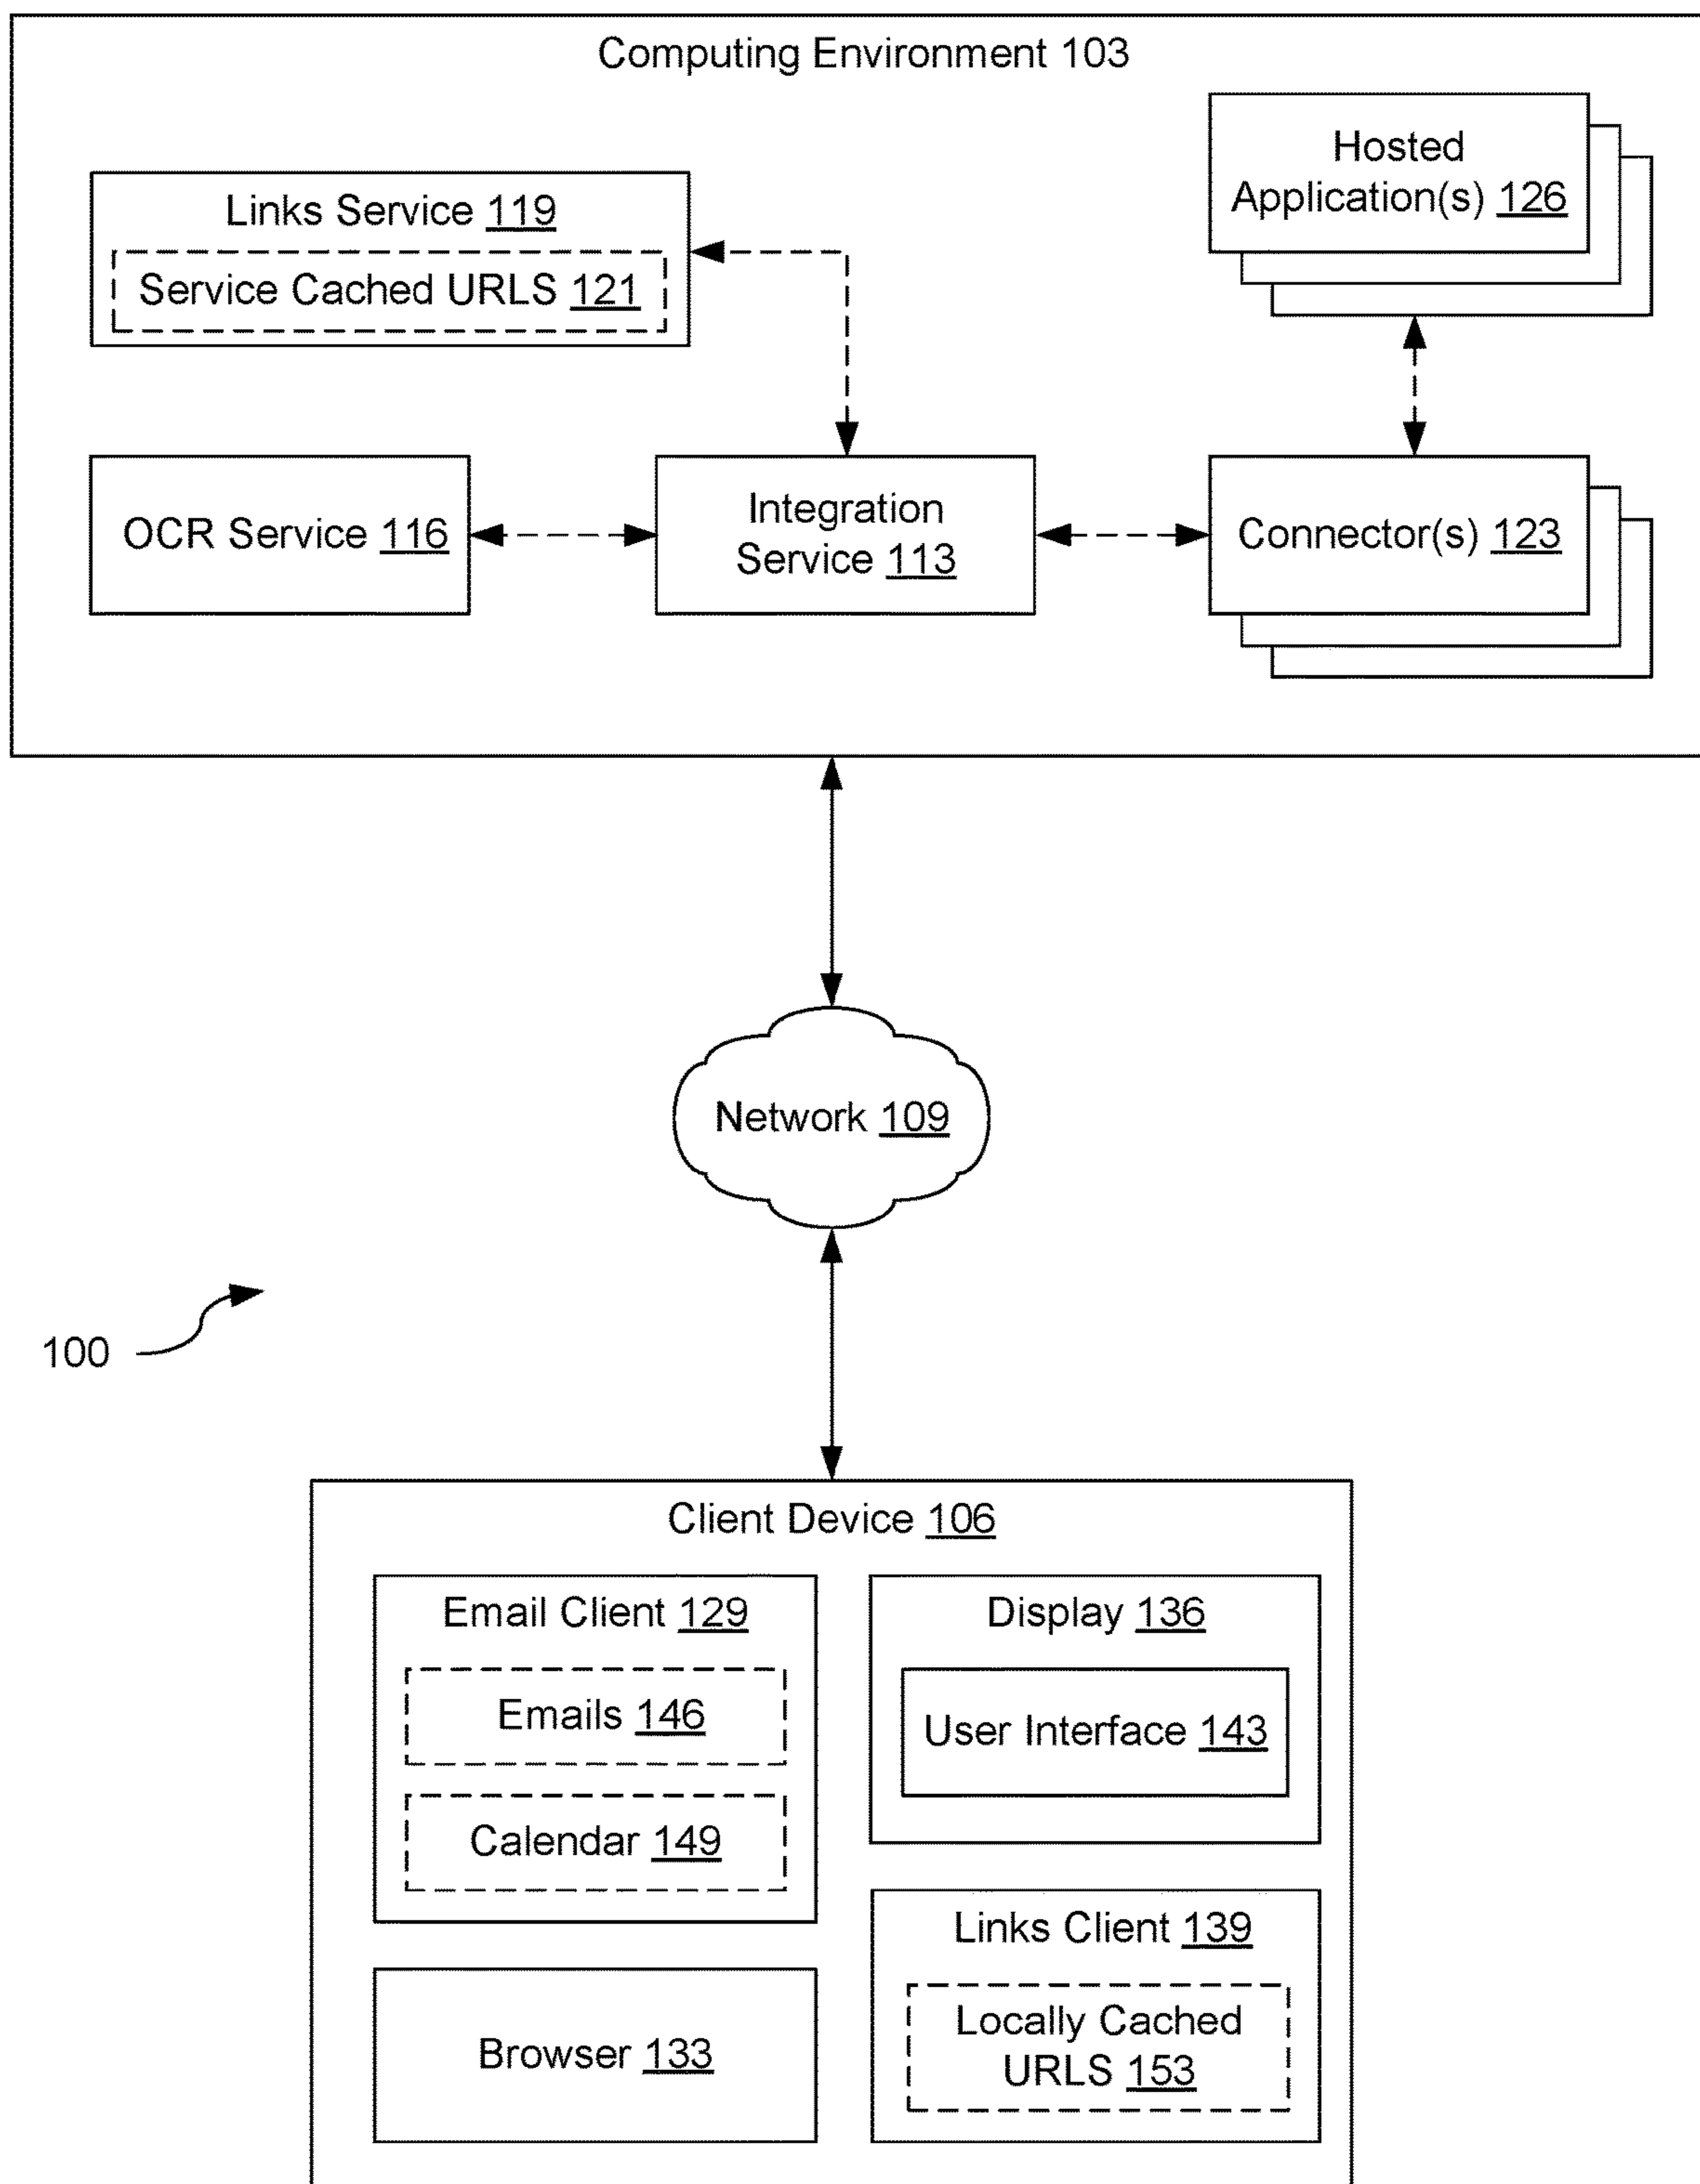 Computing Environment 103
Hosted
Application(s) 126
Links Service 119
Service Cached URLS 121
OCR Service 116
Integration
Service 113
Connector(s) 123
Network 109
100
Client Device 106
Email Client 129
Emails 146
Calendar 149
Display 136
User Interface 143
Browser 133
Links Client 139
Locally Cached
URLS 153